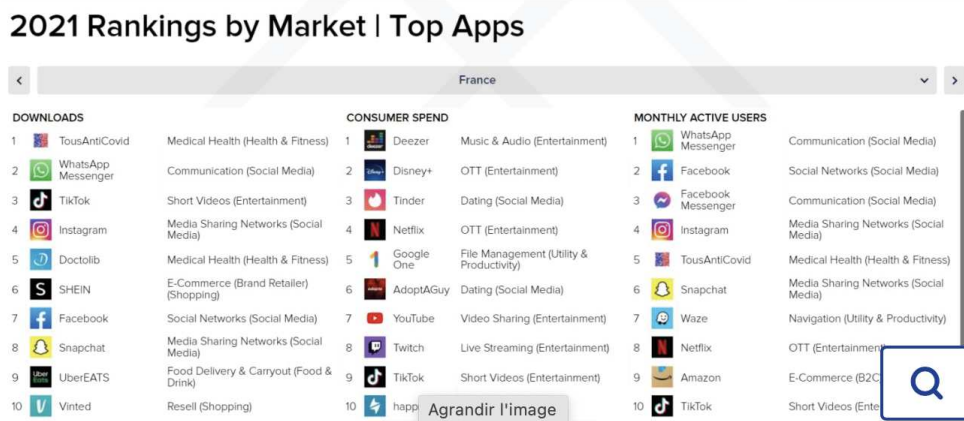 2021 Rankings by Market | Top Apps
France
DOWNLOADS
1 TousAntiCovid Medical Health (Health & Fitness)
2 WhatsApp Messenger Communication (Social Media)
3 TikTok Short Videos (Entertainment)
4 Instagram Media Sharing Networks (Social Media)
5 Doctolib Medical Health (Health & Fitness)
6 SHEIN E-Commerce (Brand Retailer) (Shopping)
7 Facebook Social Networks (Social Media)
8 Snapchat Media Sharing Networks (Social Media)
9 Uber Eats UberEATS Food Delivery & Carryout (Food & Drink)
10 Vinted Resell (Shopping)
CONSUMER SPEND
1 deezer Deezer Music & Audio (Entertainment)
2 Disney+ OTT (Entertainment)
3 Tinder Dating (Social Media)
4 Netflix OTT (Entertainment)
5 Google One File Management (Utility & Productivity)
6 AdoptAGuy Dating (Social Media)
7 YouTube Video Sharing (Entertainment)
8 Twitch Live Streaming (Entertainment)
9 TikTok Short Videos (Entertainment)
10 happ
Agrandir l'image
MONTHLY ACTIVE USERS
1 WhatsApp Messenger Communication (Social Media)
2 Facebook Social Networks (Social Media)
3 Facebook Messenger Communication (Social Media)
4 Instagram Media Sharing Networks (Social Media)
5 TousAntiCovid Medical Health (Health & Fitness)
6 Snapchat Media Sharing Networks (Social Media)
7 Waze Navigation (Utility & Productivity)
8 Netflix OTT (Entertainmen
9 Amazon E-Commerce (B2C
10 TikTok Short Videos (Ente